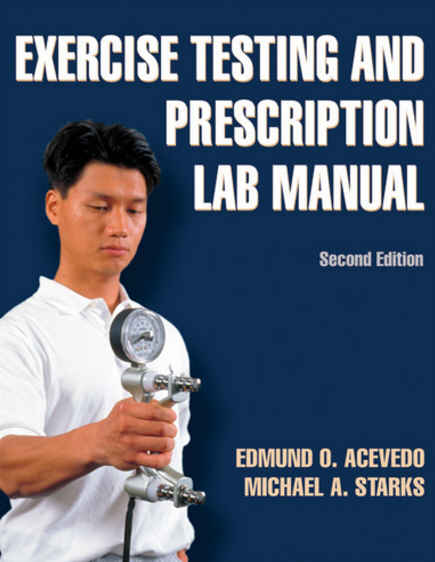 EXERCISE TESTING AND
PRESCRIPTION
LAB MANUAL
Second Edition
EDMUND O. ACEVEDO
MICHAEL A. STARKS